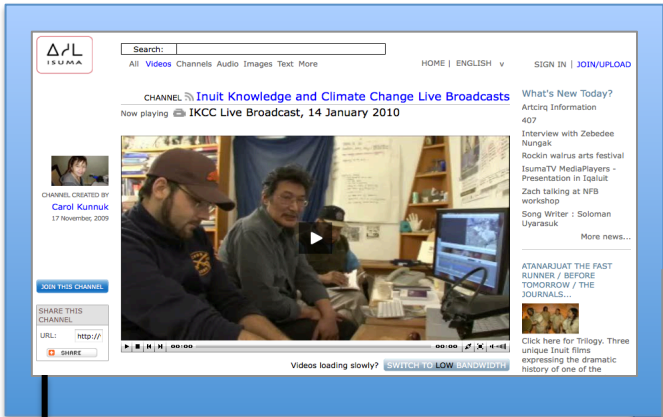 ᐃᓱᒪ
ISUMA
Search:
All Videos Channels Audio Images Text More
HOME | ENGLISH v
SIGN IN | JOIN/UPLOAD
CHANNEL Inuit Knowledge and Climate Change Live Broadcasts
Now playing IKCC Live Broadcast, 14 January 2010
CHANNEL CREATED BY
Carol Kunnuk
17 November, 2009
JOIN THIS CHANNEL
SHARE THIS
CHANNEL
URL: http://
SHARE
00:00
00:00
Videos loading slowly? SWITCH TO LOW BANDWIDTH
What's New Today?
Artcirq Information
407
Interview with Zebedee
Nungak
Rockin walrus arts festival
IsumaTV MediaPlayers -
Presentation in Iqaluit
Zach talking at NFB
workshop
Song Writer : Soloman
Uyarasuk
More news...
ATANARJUAT THE FAST
RUNNER / BEFORE
TOMORROW / THE
JOURNALS...
Click here for Trilogy. Three
unique Inuit films
expressing the dramatic
history of one of the